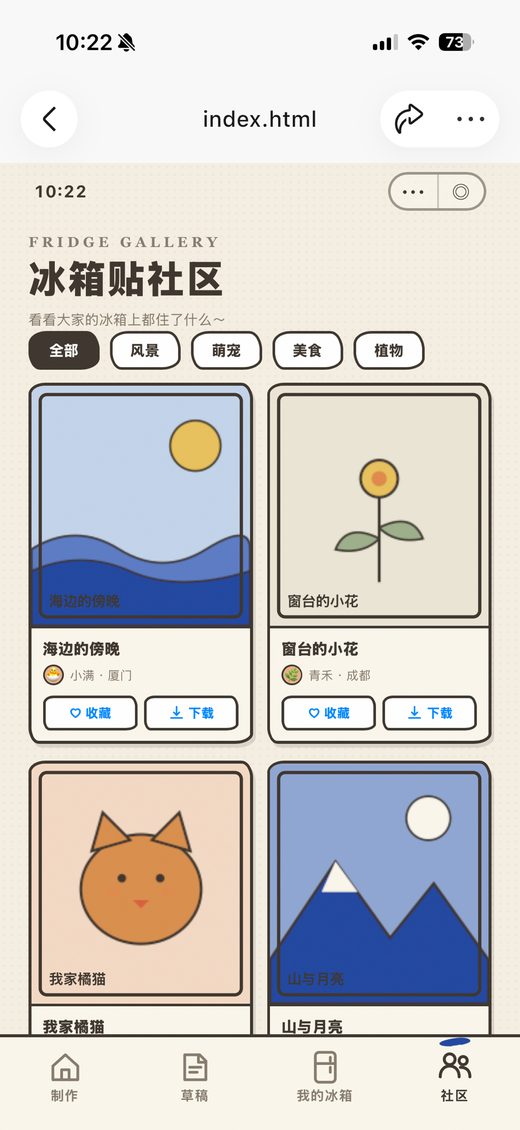 10:22
73
index.html
10:22
FRIDGE GALLERY
冰箱贴社区
看看大家的冰箱上都住了什么～
全部 风景 萌宠 美食 植物
海边的傍晚
窗台的小花
海边的傍晚
小满 · 厦门
收藏 下载
窗台的小花
青禾 · 成都
收藏 下载
我家橘猫
山与月亮
我家橘猫
山与月亮
制作 草稿 我的冰箱 社区